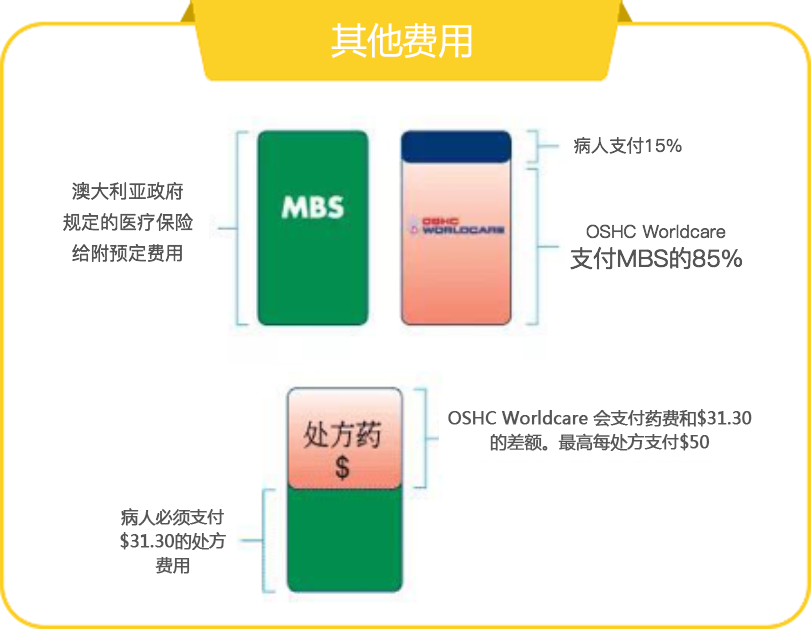 其他费用
澳大利亚政府
规定的医疗保险
给附预定费用
MBS
OSHC
WORLDCARE
病人支付15%
OSHC Worldcare
支付MBS的85%
处方药
$
OSHC Worldcare 会支付药费和$31.30
的差额。最高每处方支付$50
病人必须支付
$31.30的处方
费用